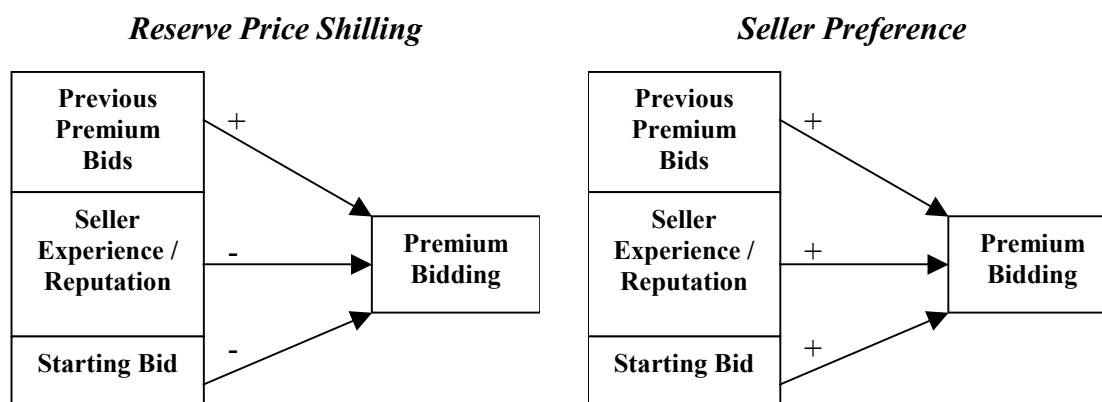 Reserve Price Shilling
Previous
Premium
Bids
+
Seller
Experience /
Reputation
-
Starting Bid
-
Premium
Bidding
Seller Preference
Previous
Premium
Bids
+
Seller
Experience /
Reputation
+
Starting Bid
+
Premium
Bidding